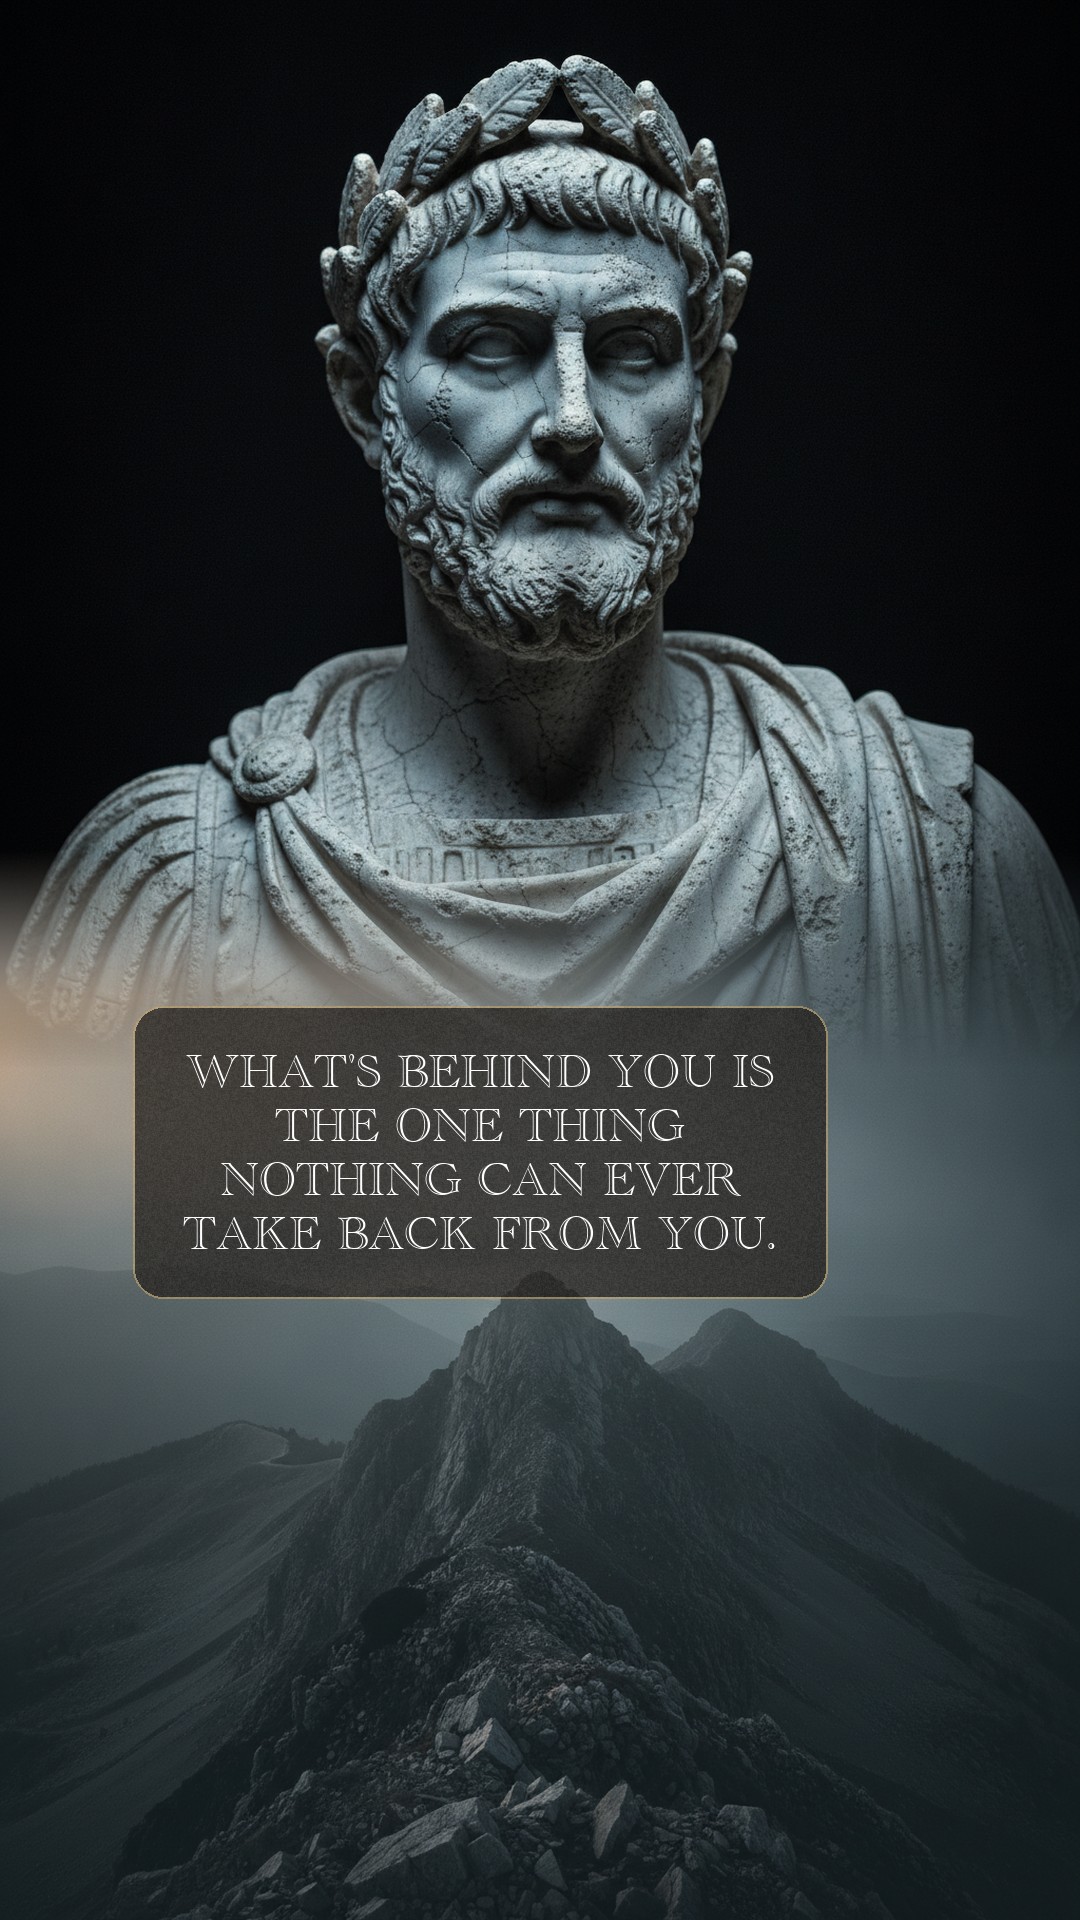 WHAT'S BEHIND YOU IS
THE ONE THING
NOTHING CAN EVER
TAKE BACK FROM YOU.